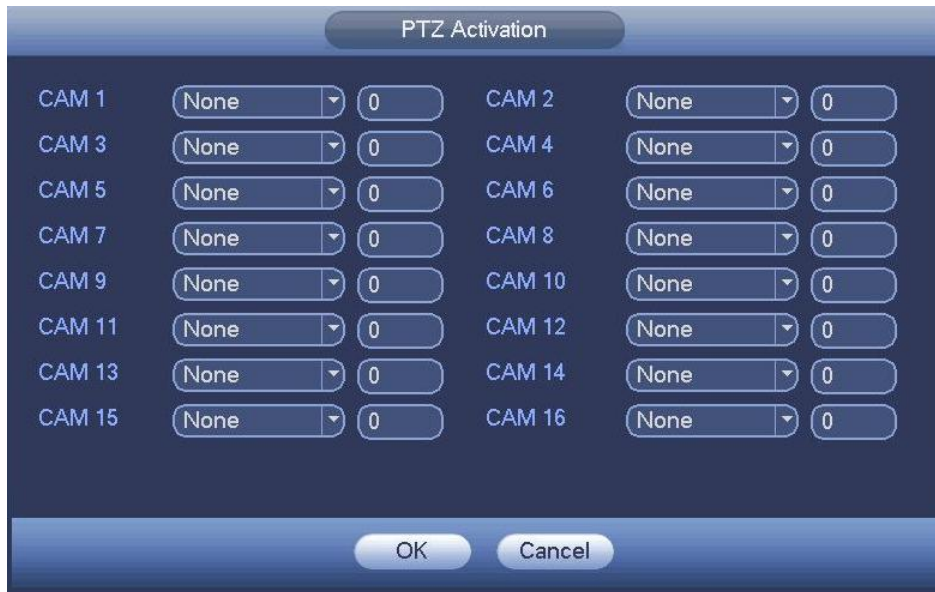 PTZ Activation
CAM 1 None 0 CAM 2 None 0
CAM 3 None 0 CAM 4 None 0
CAM 5 None 0 CAM 6 None 0
CAM 7 None 0 CAM 8 None 0
CAM 9 None 0 CAM 10 None 0
CAM 11 None 0 CAM 12 None 0
CAM 13 None 0 CAM 14 None 0
CAM 15 None 0 CAM 16 None 0
OK Cancel